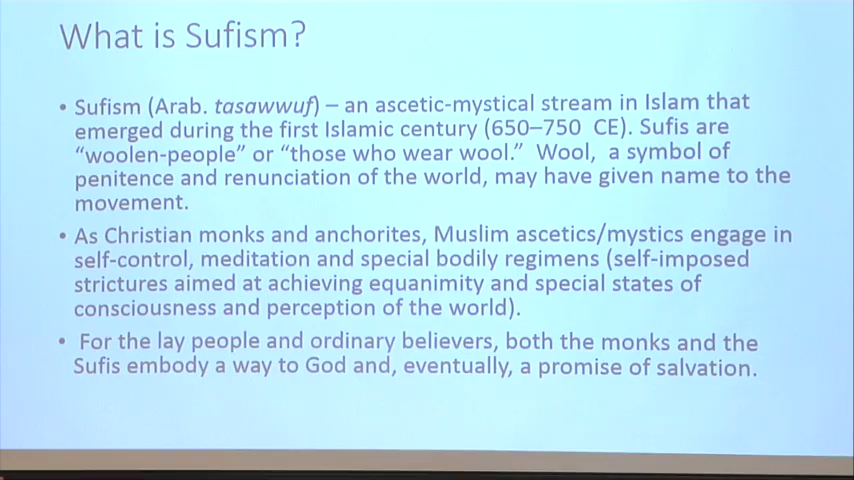 What is Sufism?
• Sufism (Arab. tasawwuf) – an ascetic-mystical stream in Islam that
emerged during the first Islamic century (650–750 CE). Sufis are
“woolen-people” or “those who wear wool.” Wool, a symbol of
penitence and renunciation of the world, may have given name to the
movement.
• As Christian monks and anchorites, Muslim ascetics/mystics engage in
self-control, meditation and special bodily regimens (self-imposed
strictures aimed at achieving equanimity and special states of
consciousness and perception of the world).
• For the lay people and ordinary believers, both the monks and the
Sufis embody a way to God and, eventually, a promise of salvation.